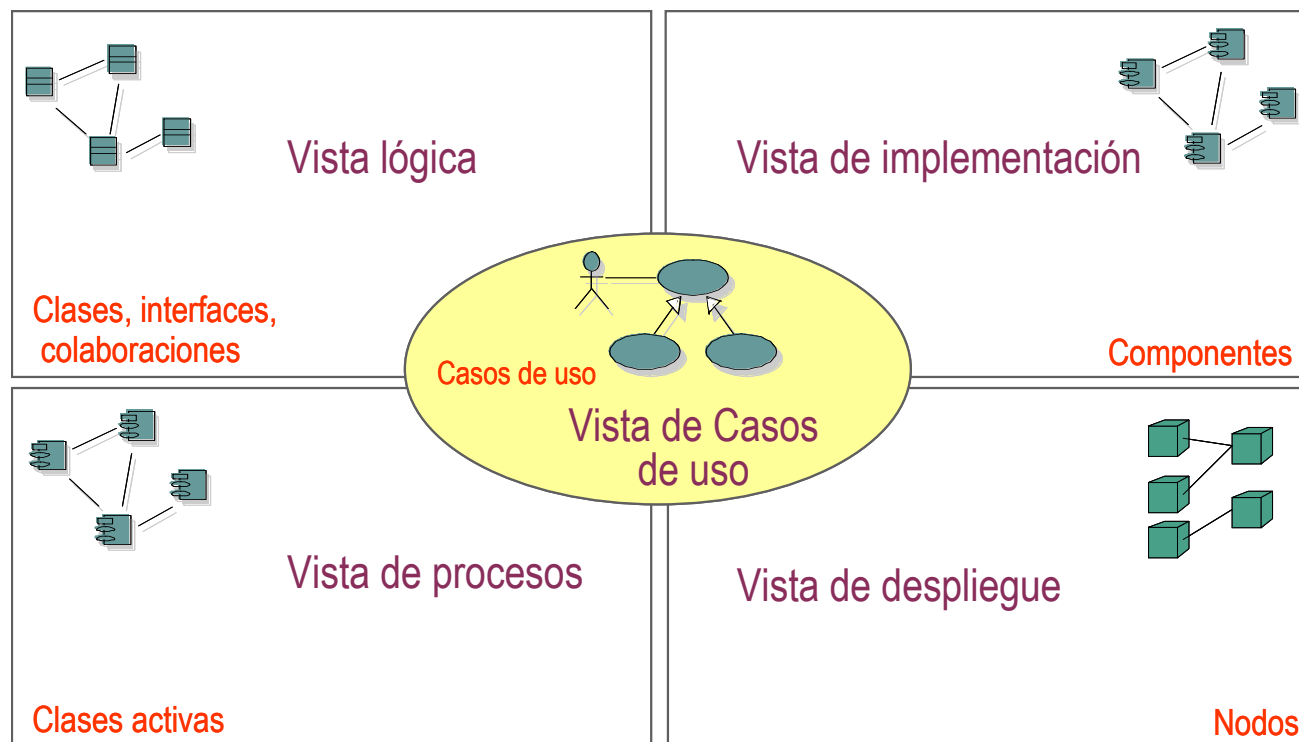 Vista lógica
Clases, interfaces,
colaboraciones
Vista de implementación
Componentes
Casos de uso
Vista de Casos
de uso
Vista de procesos
Clases activas
Vista de despliegue
Nodos